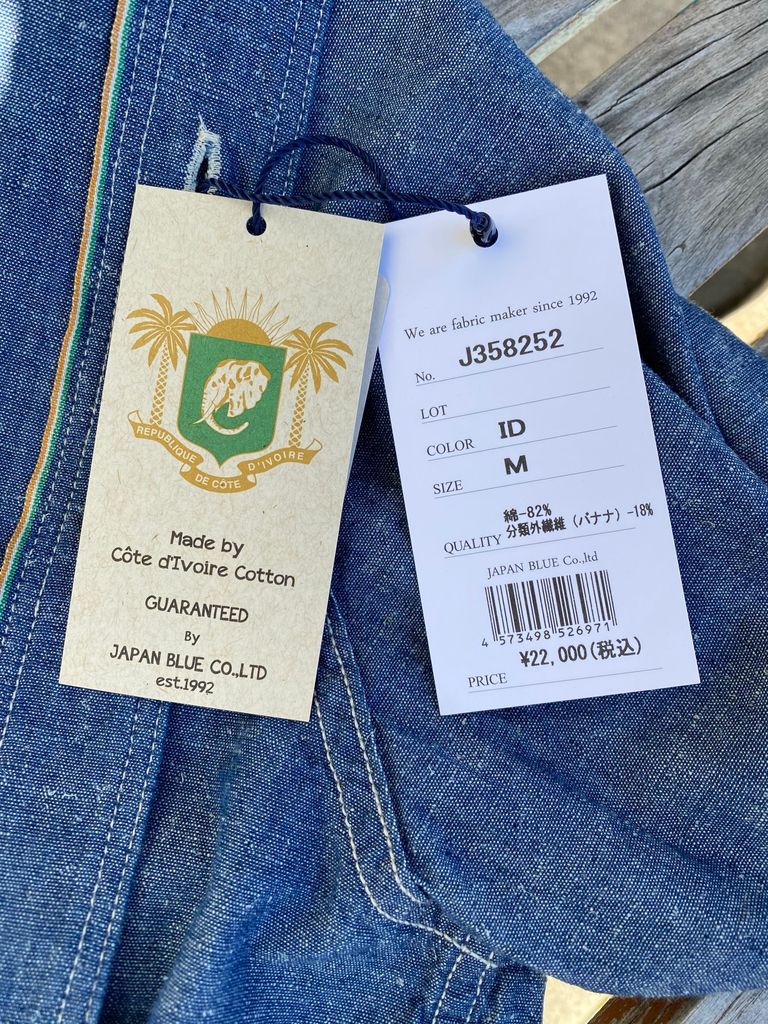 REPUBLIQUE DE CÔTE D'IVOIRE
Made by
Côte d'Ivoire Cotton
GUARANTEED
By
JAPAN BLUE CO.,LTD
est.1992
We are fabric maker since 1992
No. J358252
LOT
COLOR ID
SIZE M
綿-82%
QUALITY 分類外繊維（バナナ）-18%
JAPAN BLUE Co.,ltd
4 573498 526971
¥22,000(税込)
PRICE